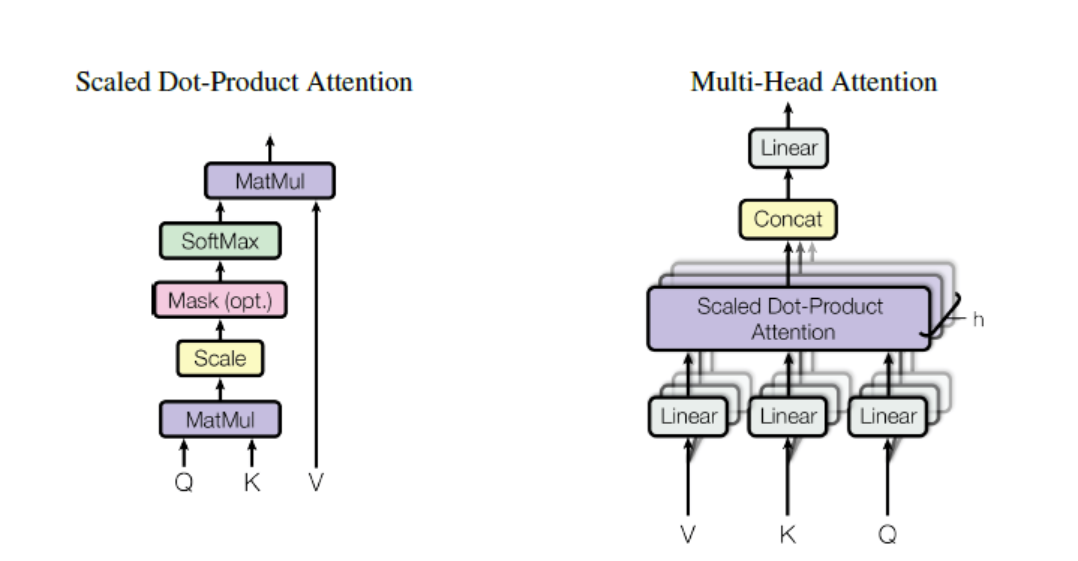 Scaled Dot-Product Attention
MatMul
SoftMax
Mask (opt.)
Scale
MatMul
Q K V
Multi-Head Attention
Linear
Concat
Scaled Dot-Product
Attention
h
Linear Linear Linear
V K Q